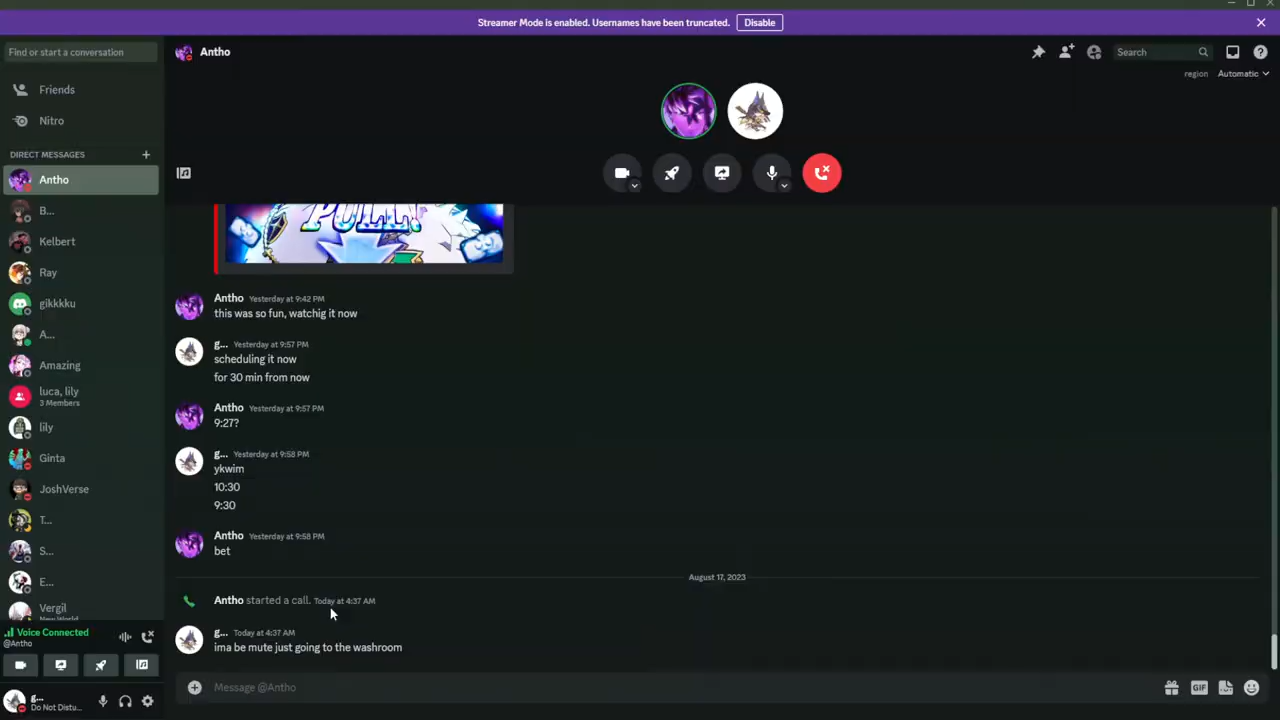 Streamer Mode is enabled. Usernames have been truncated. Disable
Find or start a conversation
Friends
Nitro
DIRECT MESSAGES
Antho
B...
Kelbert
Ray
gikkkku
A...
Amazing
luca, lily
3 Members
lily
Ginta
JoshVerse
T...
S...
E...
Vergil
New World
Voice Connected
@Antho
g...
Do Not Distu...
Antho
Search
region Automatic
Antho Yesterday at 9:42 PM
this was so fun, watchig it now
g... Yesterday at 9:57 PM
scheduling it now
for 30 min from now
Antho Yesterday at 9:57 PM
9:27?
g... Yesterday at 9:58 PM
ykwim
10:30
9:30
Antho Yesterday at 9:58 PM
bet
August 17, 2023
Antho started a call. Today at 4:37 AM
g... Today at 4:37 AM
ima be mute just going to the washroom
Message @Antho
GIF